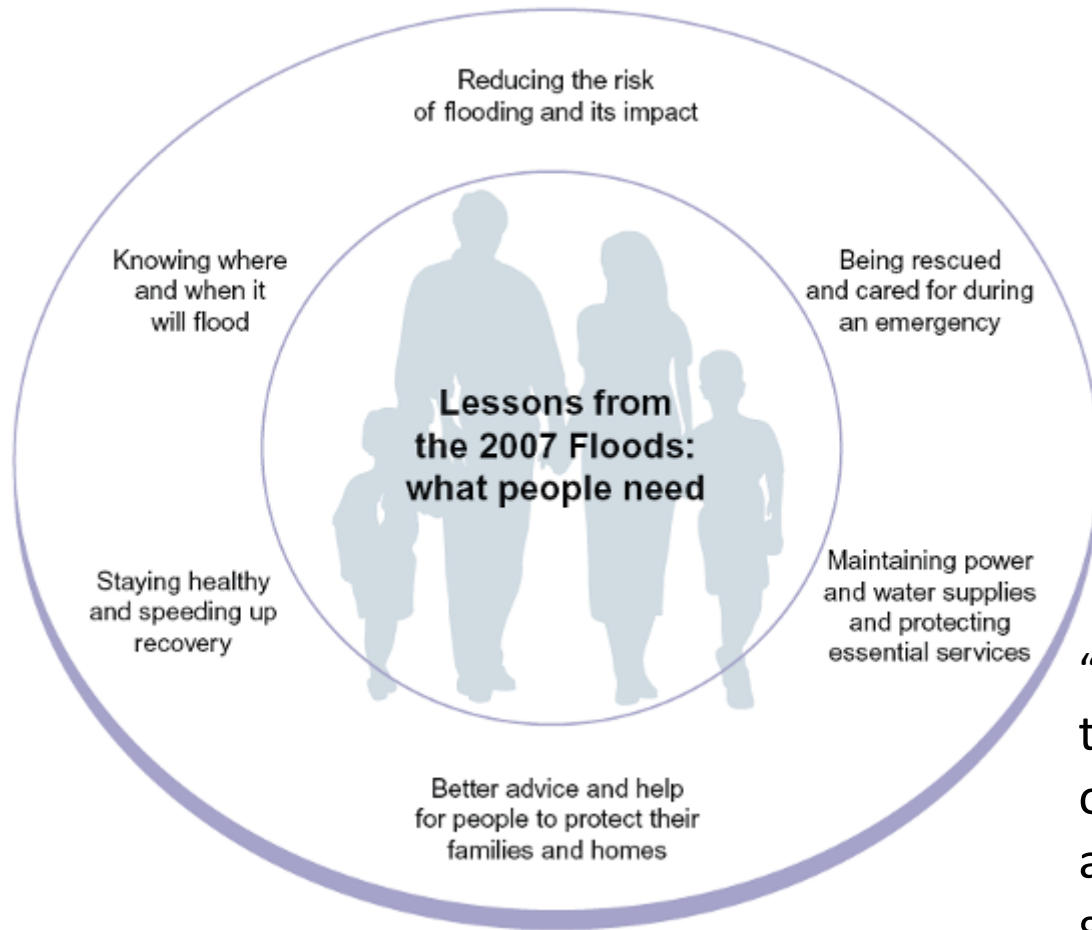 Reducing the risk
of flooding and its impact
Knowing where
and when it
will flood
Being rescued
and cared for during
an emergency
Lessons from
the 2007 Floods:
what people need
Staying healthy
and speeding up
recovery
Maintaining power
and water supplies
and protecting
essential services
Better advice and help
for people to protect their
families and homes